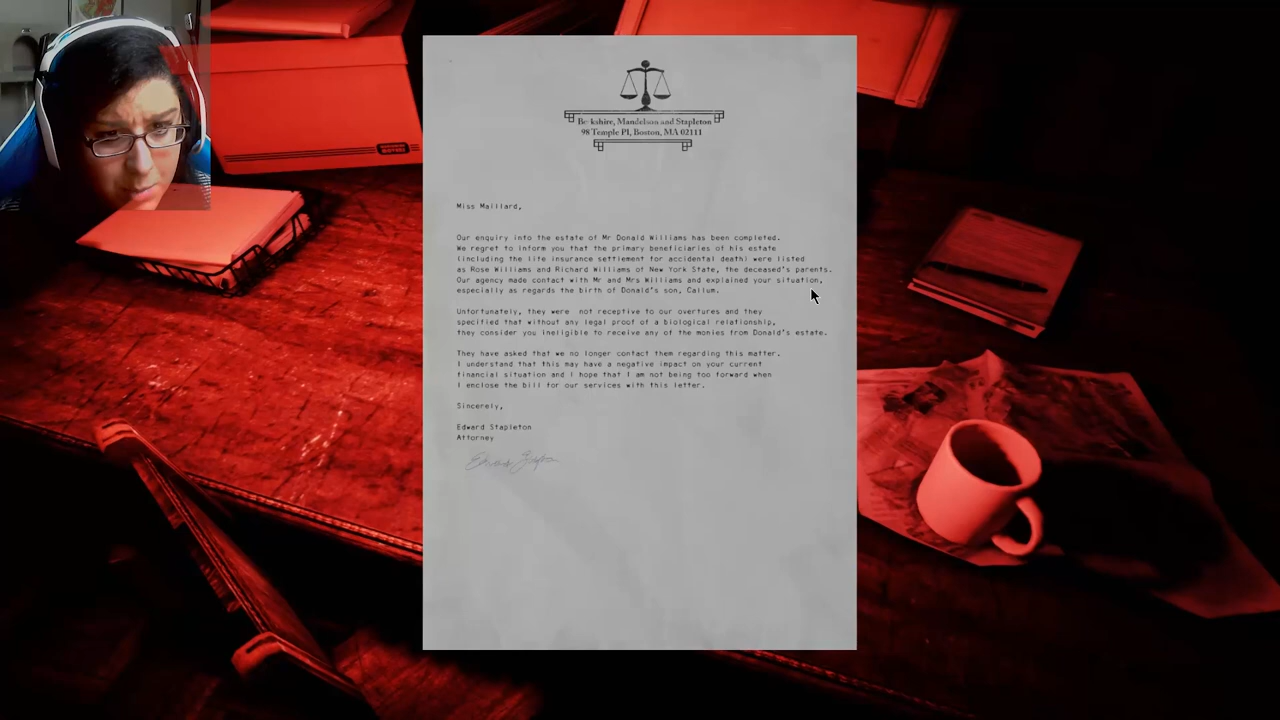 Berkshire, Mandelson and Stapleton
98 Temple Pl, Boston, MA 02111
Miss Maillard,
Our enquiry into the estate of Mr Donald Williams has been completed.
We regret to inform you that the primary beneficiaries of his estate
(including the life insurance settlement for accidental death) were listed
as Rose Williams and Richard Williams of New York State, the deceased's parents.
Our agency made contact with Mr and Mrs Williams and explained your situation,
especially as regards the birth of Donald's son, Callum.
Unfortunately, they were not receptive to our overtures and they
specified that without any legal proof of a biological relationship,
they consider you ineligible to receive any of the monies from Donald's estate.
They have asked that we no longer contact them regarding this matter.
I understand that this may have a negative impact on your current
financial situation and I hope that I am not being too forward when
I enclose the bill for our services with this letter.
Sincerely,
Edward Stapleton
Attorney